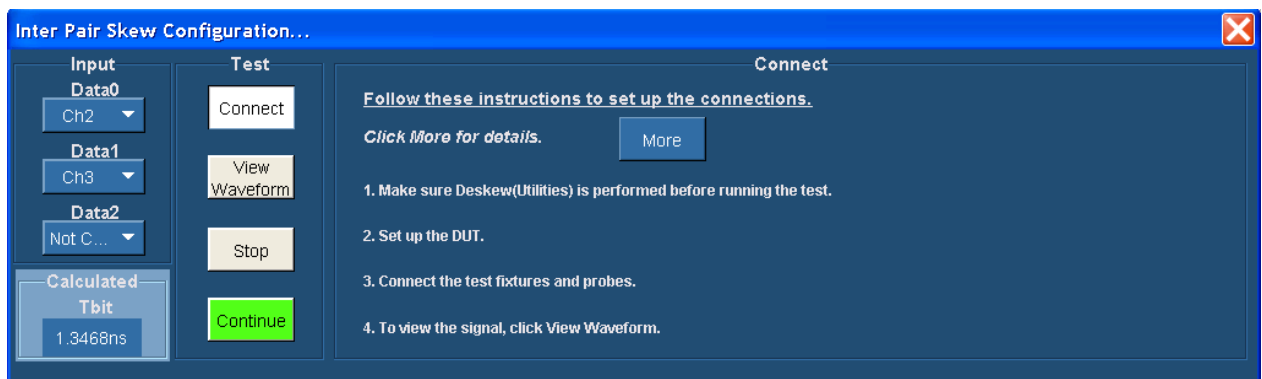 Inter Pair Skew Configuration...
Input
Data0
Ch2
Data1
Ch3
Data2
Not C...
Calculated
Tbit
1.3468ns
Test
Connect
View
Waveform
Stop
Continue
Connect
Follow these instructions to set up the connections.
Click More for details.
More
1. Make sure Deskew(Utilities) is performed before running the test.
2. Set up the DUT.
3. Connect the test fixtures and probes.
4. To view the signal, click View Waveform.